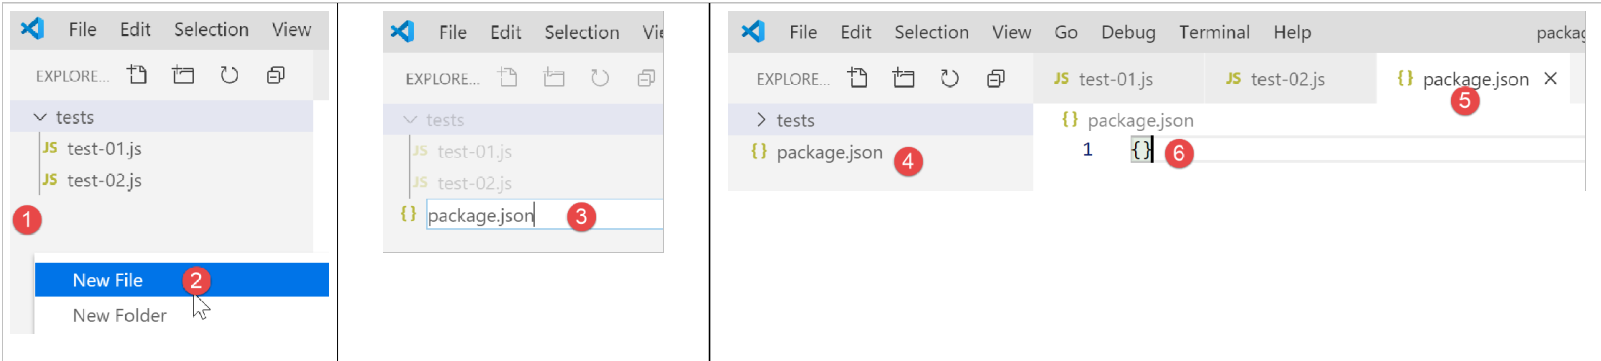 File Edit Selection View
EXPLORE...
tests
JS test-01.js
JS test-02.js
1
New File 2
New Folder
File Edit Selection
EXPLORE...
tests
JS test-01.js
JS test-02.js
{} package.json 3
File Edit Selection View Go Debug Terminal Help
EXPLORE... JS test-01.js JS test-02.js {} package.json
5
tests
{} package.json 4
{} package.json
1 {} 6